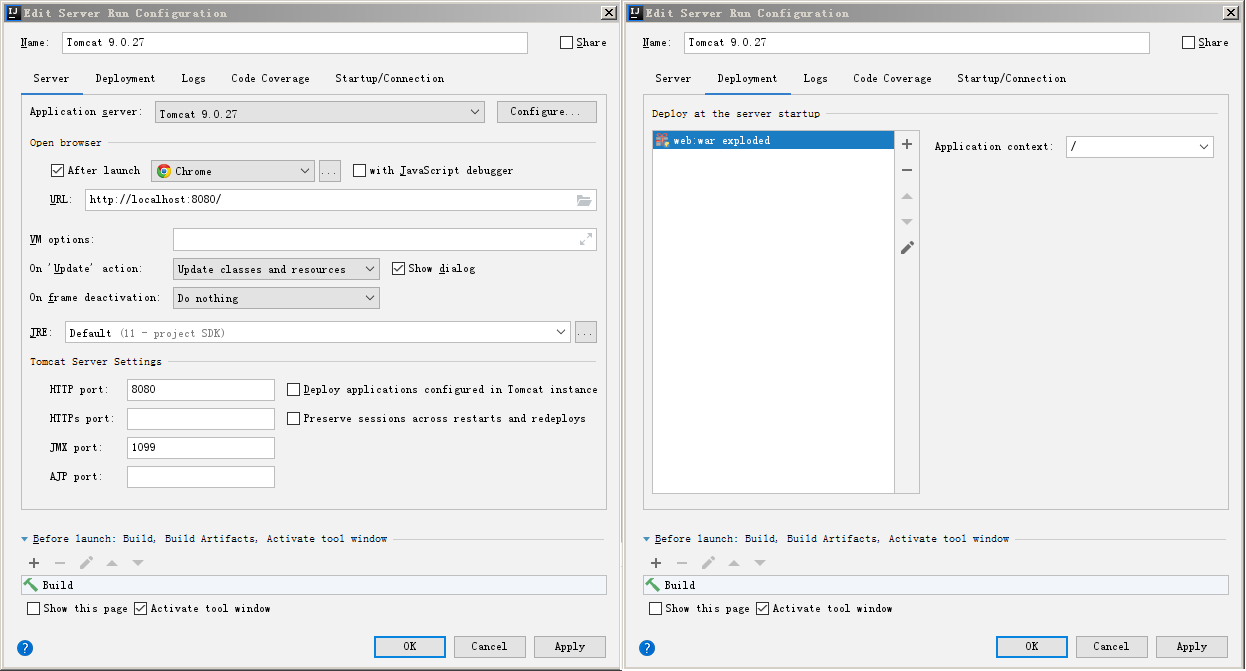 Edit Server Run Configuration
Name: Tomcat 9.0.27 Share
Server Deployment Logs Code Coverage Startup/Connection
Application server: Tomcat 9.0.27 Configure...
Open browser
After launch Chrome ... with JavaScript debugger
URL: http://localhost:8080/
VM options:
On 'Update' action: Update classes and resources Show dialog
On frame deactivation: Do nothing
JRE: Default (11 - project SDK) ...
Tomcat Server Settings
HTTP port: 8080 Deploy applications configured in Tomcat instance
HTTPs port: Preserve sessions across restarts and redeploys
JMX port: 1099
AJP port:
Before launch: Build, Build Artifacts, Activate tool window
Build
Show this page Activate tool window
? OK Cancel Apply
Edit Server Run Configuration
Name: Tomcat 9.0.27 Share
Server Deployment Logs Code Coverage Startup/Connection
Deploy at the server startup
web:war exploded Application context: /
Before launch: Build, Build Artifacts, Activate tool window
Build
Show this page Activate tool window
? OK Cancel Apply